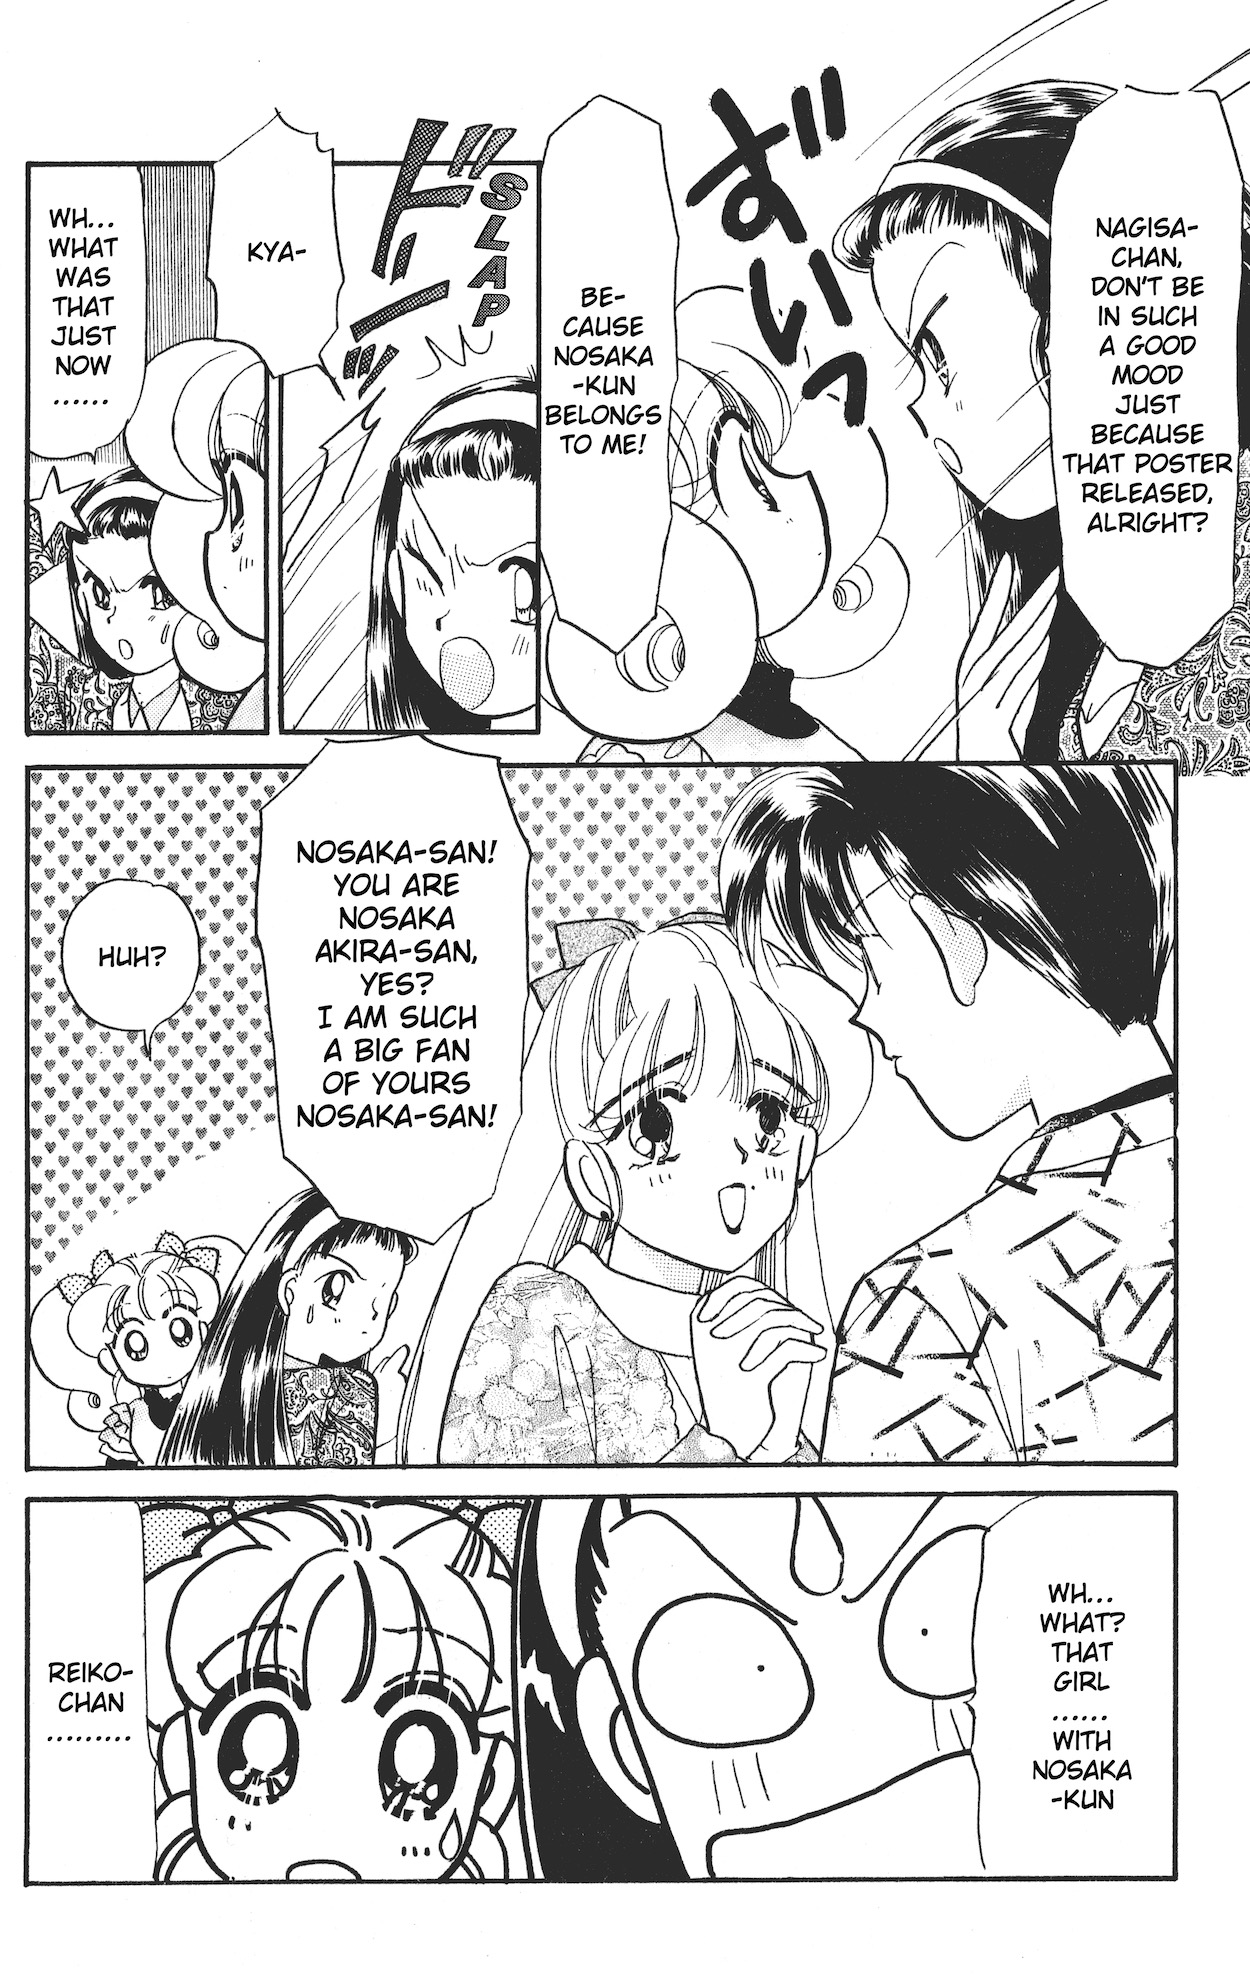 NAGISA-
CHAN,
DON'T BE
IN SUCH
A GOOD
MOOD
JUST
BECAUSE
THAT POSTER
RELEASED,
ALRIGHT?
ずいっ
BE-
CAUSE
NOSAKA
-KUN
BELONGS
TO ME!
SLAP
ドーン
KYA-
WH...
WHAT
WAS
THAT
JUST
NOW
......
NOSAKA-SAN!
YOU ARE
NOSAKA
AKIRA-SAN,
YES?
I AM SUCH
A BIG FAN
OF YOURS
NOSAKA-SAN!
HUH?
WH...
WHAT?
THAT
GIRL
......
WITH
NOSAKA
-KUN
REIKO-
CHAN
.........